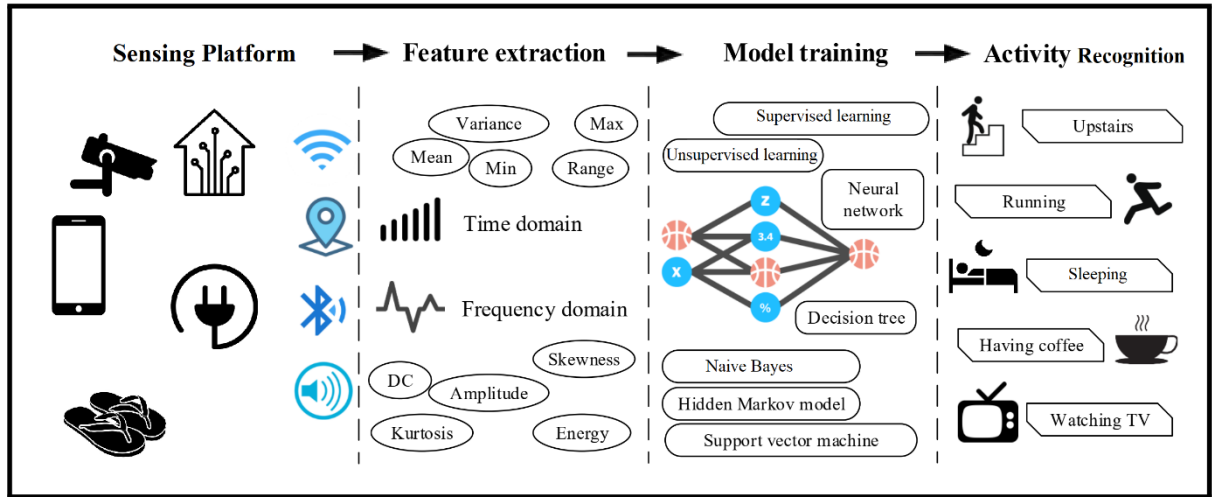 Sensing Platform
Feature extraction
Model training
Activity Recognition
Variance
Max
Mean
Min
Range
Time domain
Frequency domain
Skewness
DC
Amplitude
Kurtosis
Energy
Supervised learning
Unsupervised learning
Neural
network
Z
3.4
X
%
Decision tree
Naive Bayes
Hidden Markov model
Support vector machine
Upstairs
Running
Sleeping
Having coffee
Watching TV